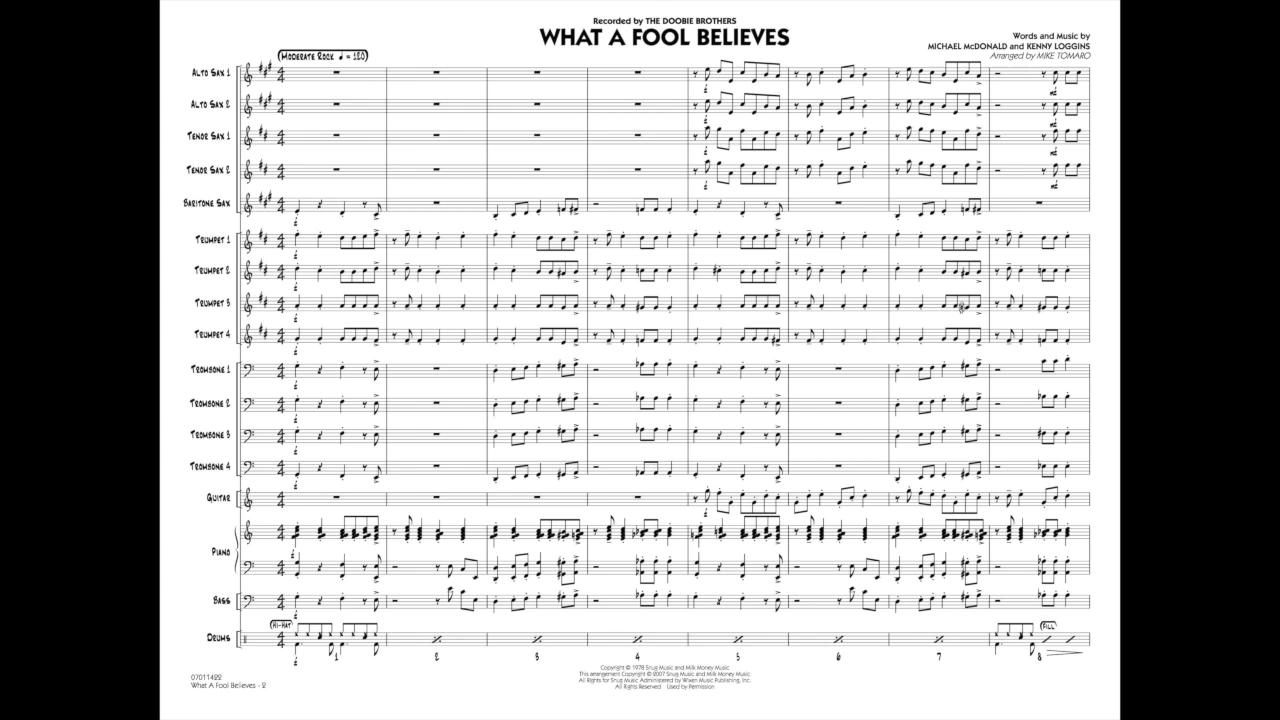 Recorded by THE DOOBIE BROTHERS
WHAT A FOOL BELIEVES
Words and Music by
MICHAEL McDONALD and KENNY LOGGINS
Arranged by MIKE TOMARO
(MODERATE ROCK ♩ = 120)
ALTO SAX 1
ALTO SAX 2
TENOR SAX 1
TENOR SAX 2
BARITONE SAX
TRUMPET 1
TRUMPET 2
TRUMPET 3
TRUMPET 4
TROMBONE 1
TROMBONE 2
TROMBONE 3
TROMBONE 4
GUITAR
PIANO
BASS
(HI-HAT)
(FILL)
DRUMS
1 2 3 4 5 6 7 8
07011422
What A Fool Believes - 2
Copyright © 1978 Snug Music and Milk Money Music
This arrangement Copyright © 2007 Snug Music and Milk Money Music
All Rights for Snug Music Administered by Wixen Music Publishing, Inc.
All Rights Reserved Used by Permission